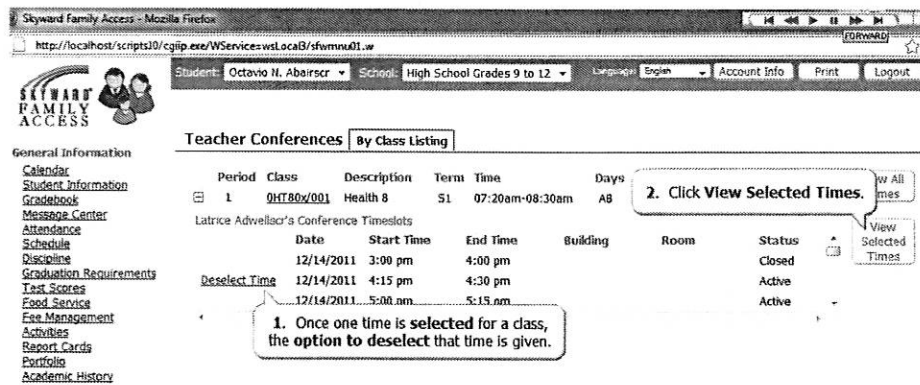 Skyward Family Access - Mozilla Firefox
FORWARD
http://localhost/scripts10/cgiip.exe/WService=wsLocal3/sfwmnu01.w
SKYWARD
FAMILY
ACCESS
Student: Octavio N. Abairscr School: High School Grades 9 to 12 Language: English Account Info Print Logout
Teacher Conferences By Class Listing
General Information
Calendar
Student Information
Gradebook
Message Center
Attendance
Schedule
Discipline
Graduation Requirements
Test Scores
Food Service
Fee Management
Activities
Report Cards
Portfolio
Academic History
Period Class Description Term Time Days
1 0HT80x/001 Health 8 S1 07:20am-08:30am AB
2. Click View Selected Times.
View
Selected
Times
Latrice Adwellscr's Conference Timeslots
Date Start Time End Time Building Room Status
12/14/2011 3:00 pm 4:00 pm Closed
Deselect Time 12/14/2011 4:15 pm 4:30 pm Active
12/14/2011 5:00 pm 5:15 pm Active
1. Once one time is selected for a class,
the option to deselect that time is given.